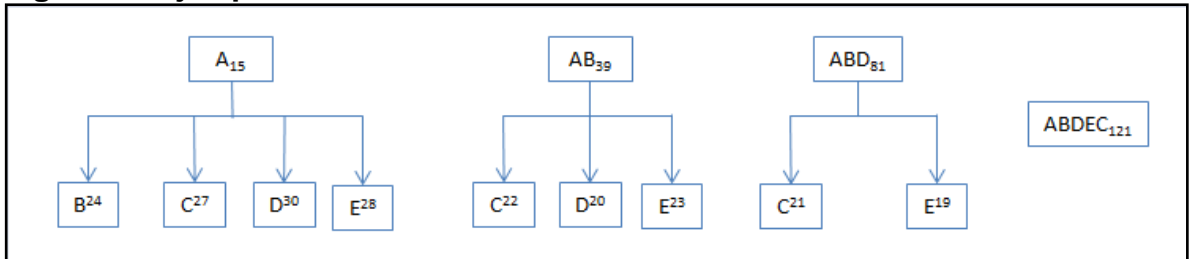 A₁₅
AB₃₉
ABD₈₁
ABDEC₁₂₁
B²⁴
C²⁷
D³⁰
E²⁸
C²²
D²⁰
E²³
C²¹
E¹⁹